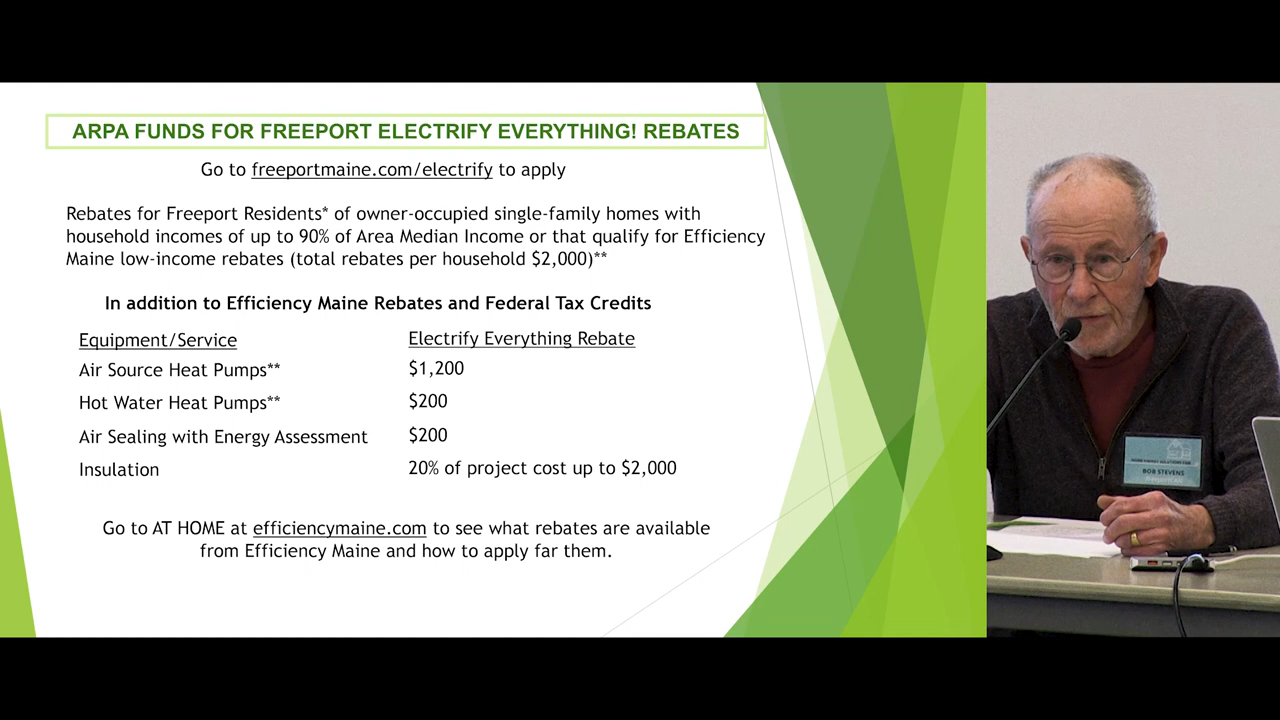 ARPA FUNDS FOR FREEPORT ELECTRIFY EVERYTHING! REBATES
Go to freeportmaine.com/electrify to apply
Rebates for Freeport Residents* of owner-occupied single-family homes with
household incomes of up to 90% of Area Median Income or that qualify for Efficiency
Maine low-income rebates (total rebates per household $2,000)**
In addition to Efficiency Maine Rebates and Federal Tax Credits
Equipment/Service Electrify Everything Rebate
Air Source Heat Pumps** $1,200
Hot Water Heat Pumps** $200
Air Sealing with Energy Assessment $200
Insulation 20% of project cost up to $2,000
Go to AT HOME at efficiencymaine.com to see what rebates are available
from Efficiency Maine and how to apply far them.
BOB STEVENS